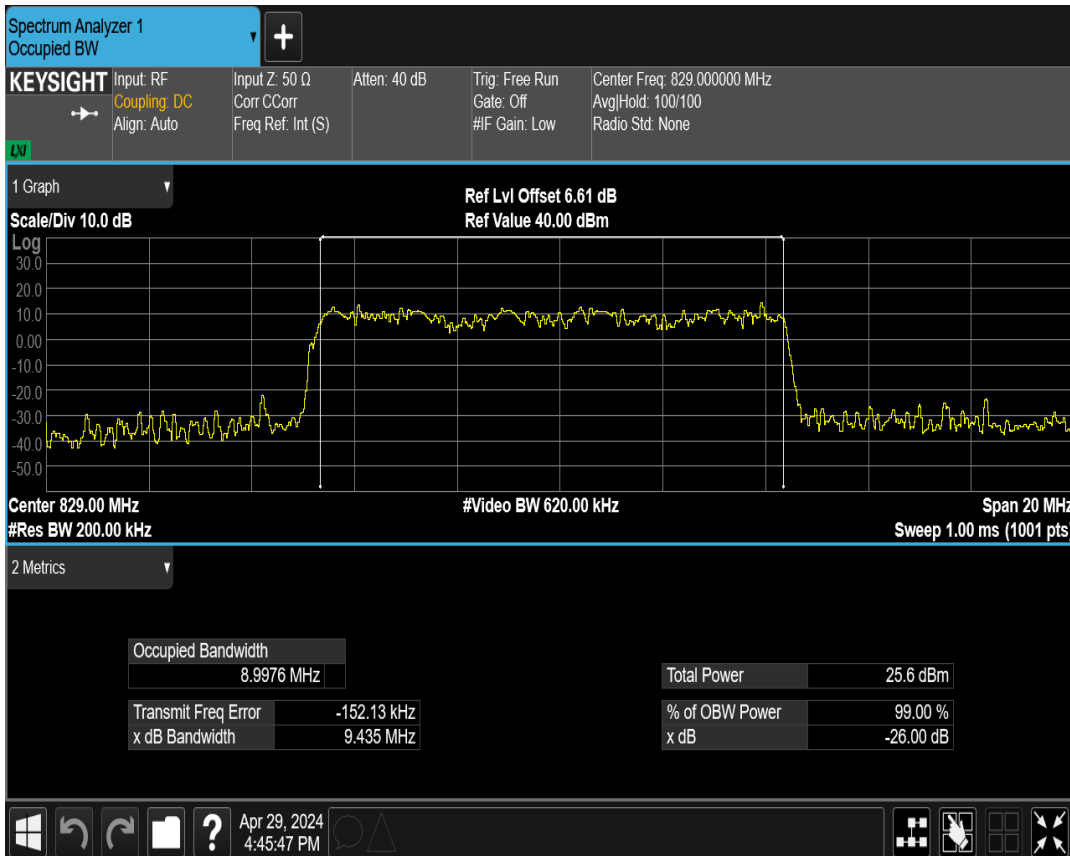 Spectrum Analyzer 1
Occupied BW
KEYSIGHT
LXI
Input: RF
Coupling: DC
Align: Auto
Input Z: 50 Ω
Corr CCorr
Freq Ref: Int (S)
Atten: 40 dB
Trig: Free Run
Gate: Off
#IF Gain: Low
Center Freq: 829.000000 MHz
Avg|Hold: 100/100
Radio Std: None
1 Graph
Scale/Div 10.0 dB
Ref Lvl Offset 6.61 dB
Ref Value 40.00 dBm
Log
30.0
20.0
10.0
0.00
-10.0
-20.0
-30.0
-40.0
-50.0
Center 829.00 MHz
#Res BW 200.00 kHz
#Video BW 620.00 kHz
Span 20 MHz
Sweep 1.00 ms (1001 pts)
2 Metrics
Occupied Bandwidth
8.9976 MHz
Transmit Freq Error -152.13 kHz
x dB Bandwidth 9.435 MHz
Total Power 25.6 dBm
% of OBW Power 99.00 %
x dB -26.00 dB
?
Apr 29, 2024
4:45:47 PM